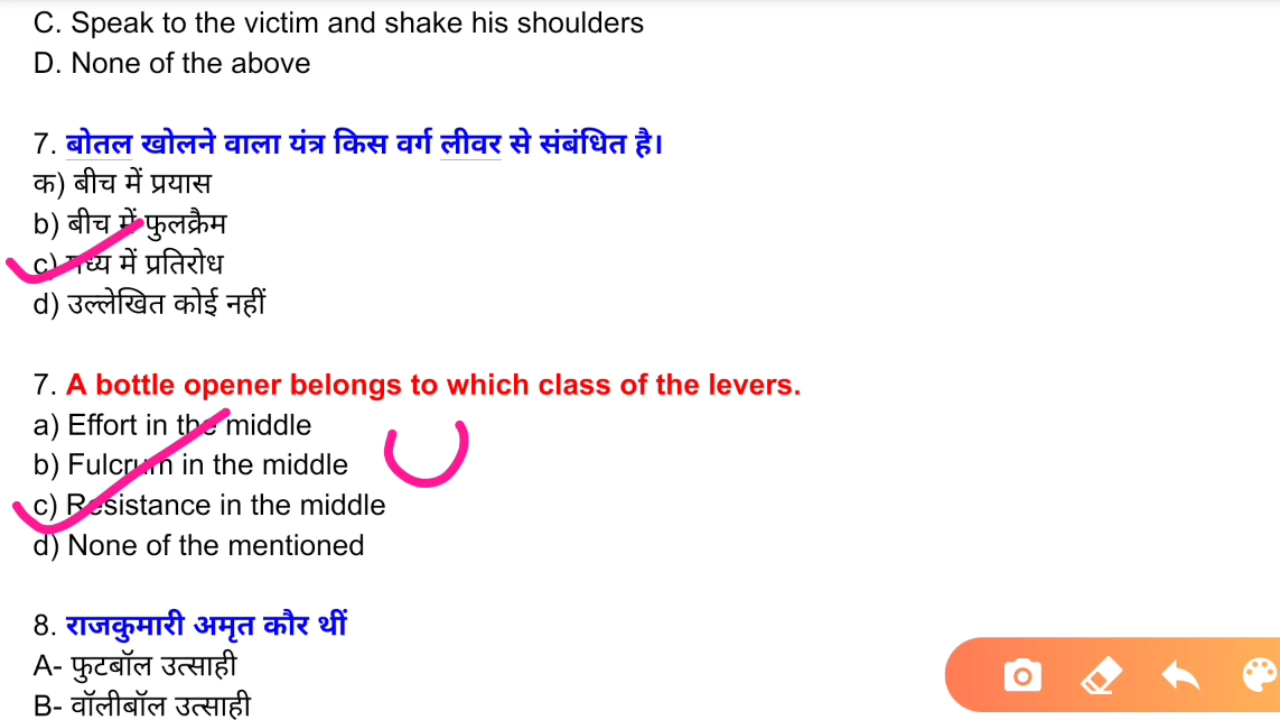 C. Speak to the victim and shake his shoulders
D. None of the above
7. बोतल खोलने वाला यंत्र किस वर्ग लीवर से संबंधित है।
क) बीच में प्रयास
b) बीच में फुलक्रैम
c) मध्य में प्रतिरोध
d) उल्लेखित कोई नहीं
7. A bottle opener belongs to which class of the levers.
a) Effort in the middle
b) Fulcrum in the middle
c) Resistance in the middle
d) None of the mentioned
8. राजकुमारी अमृत कौर थीं
A- फुटबॉल उत्साही
B- वॉलीबॉल उत्साही